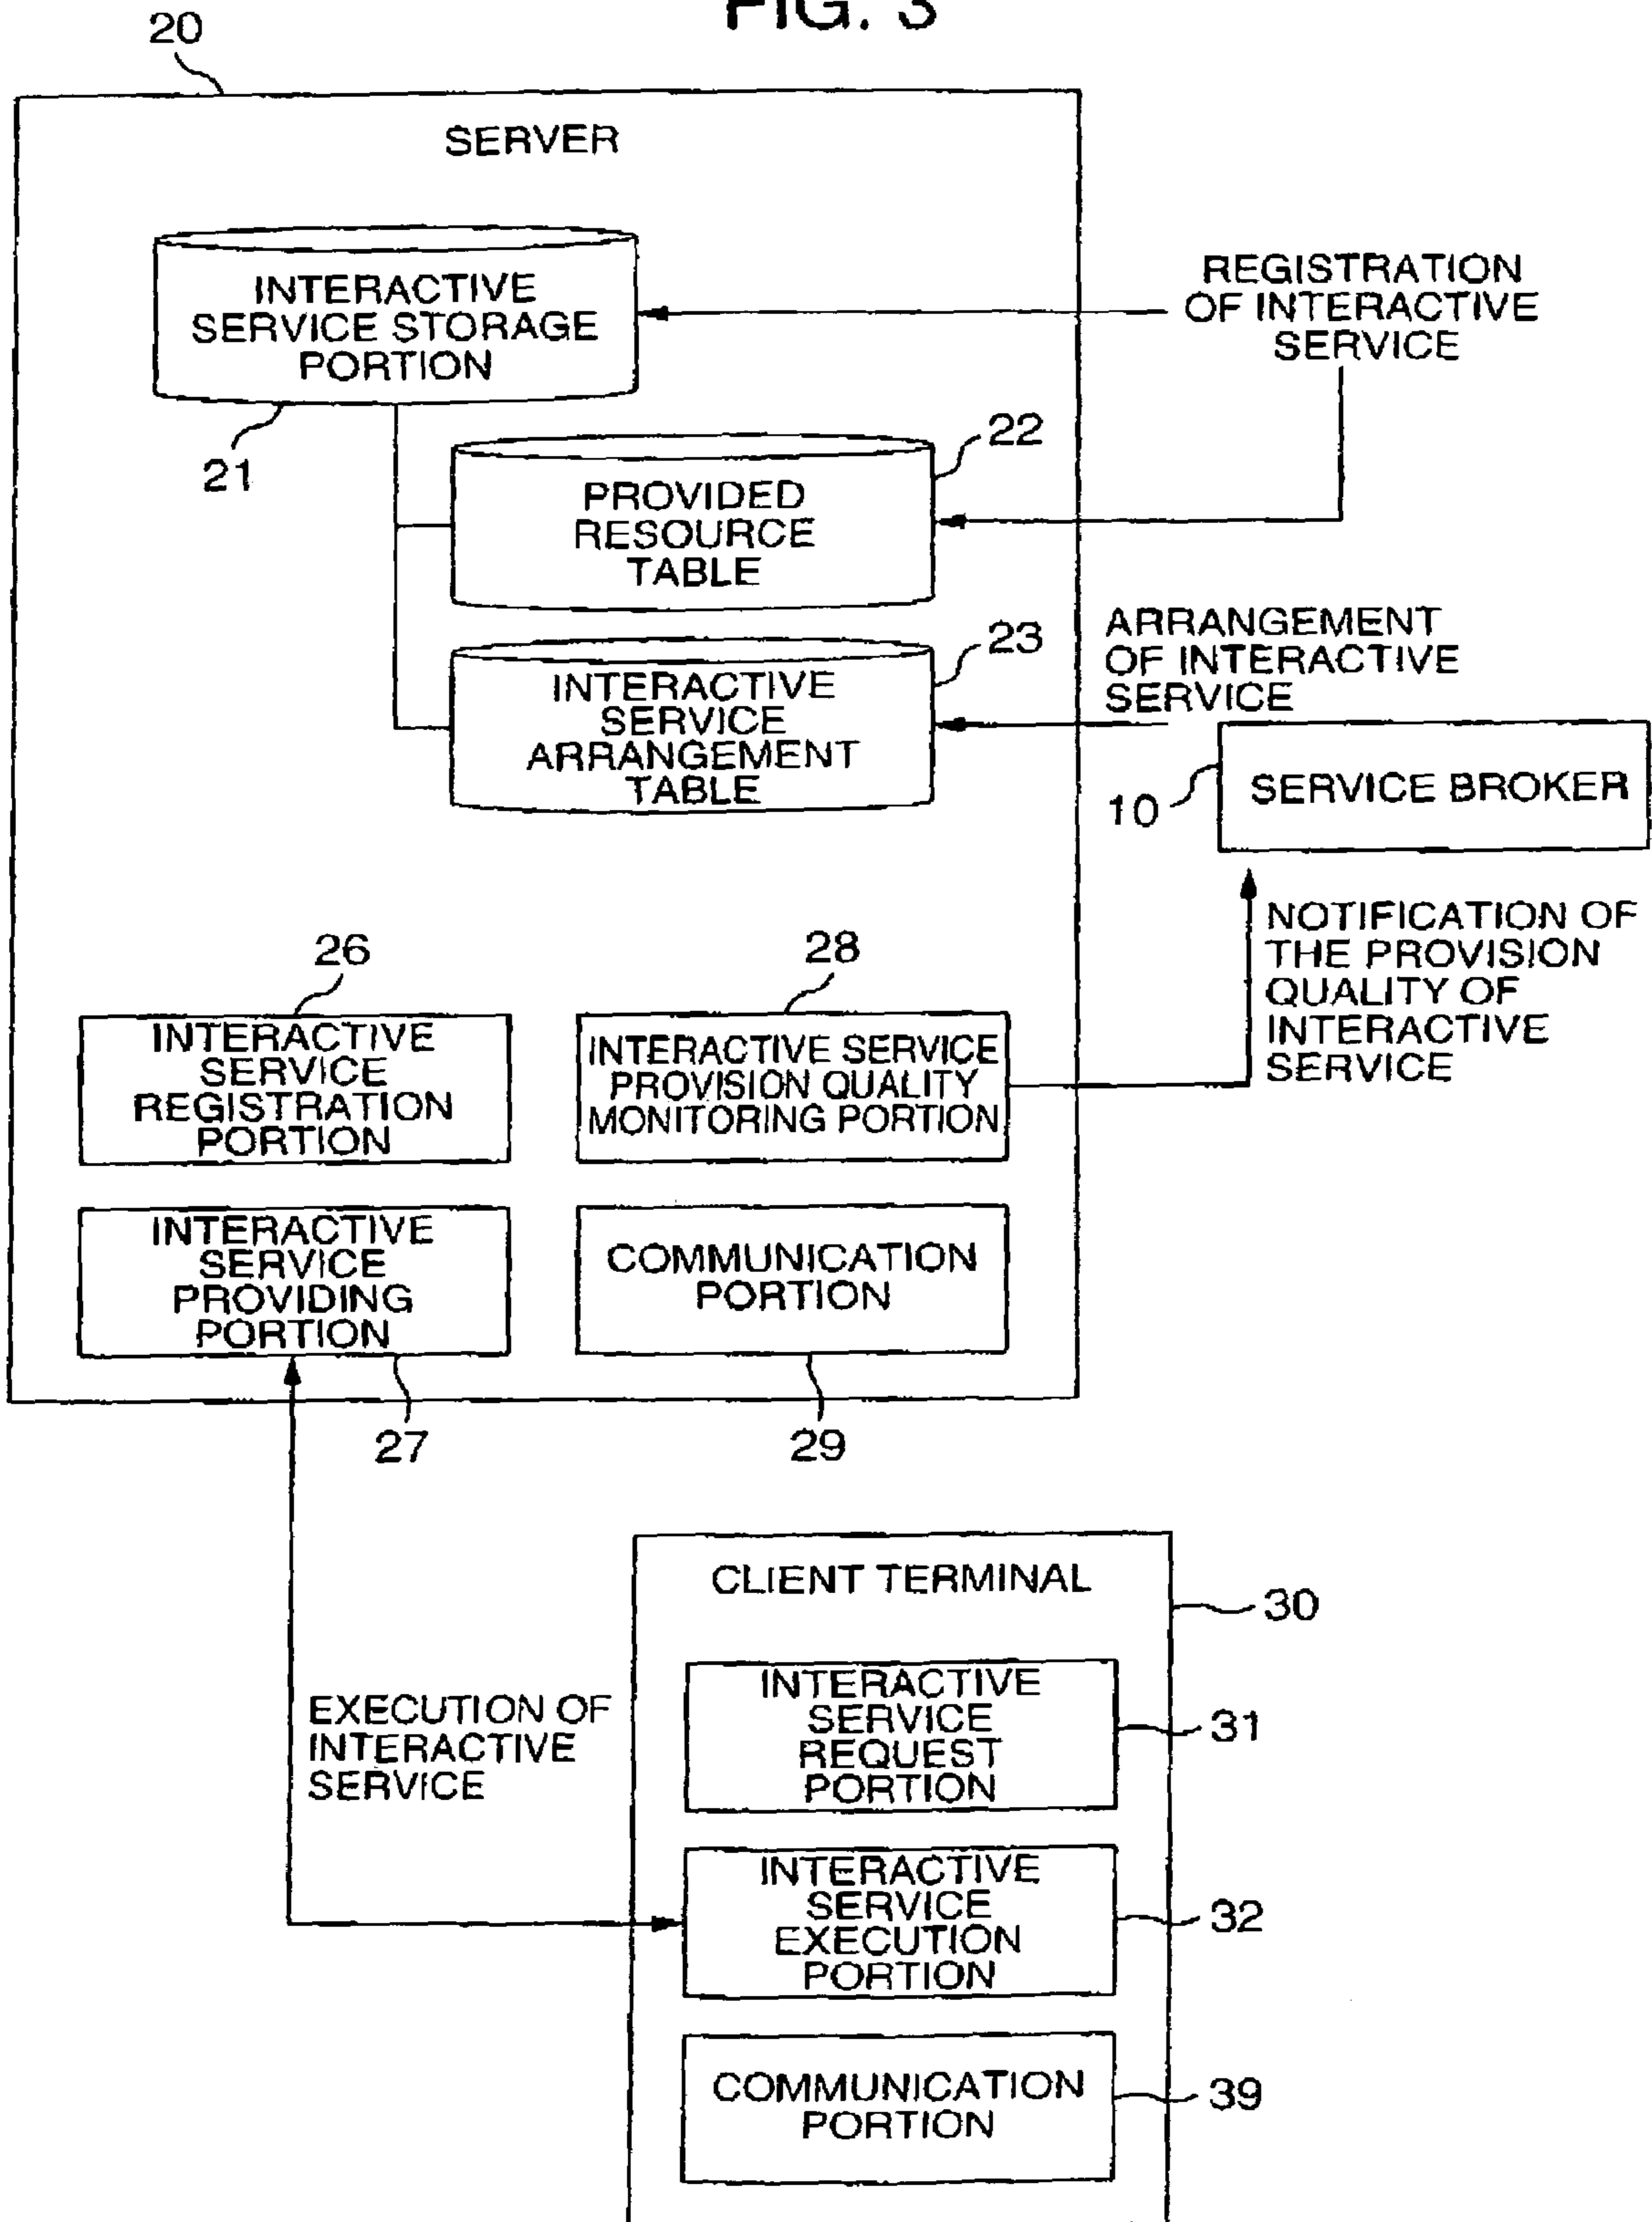 FIG. 3
20
SERVER
INTERACTIVE
SERVICE STORAGE
PORTION
21
REGISTRATION
OF INTERACTIVE
SERVICE
22
PROVIDED
RESOURCE
TABLE
23
INTERACTIVE
SERVICE
ARRANGEMENT
TABLE
ARRANGEMENT
OF INTERACTIVE
SERVICE
10
SERVICE BROKER
NOTIFICATION OF
THE PROVISION
QUALITY OF
INTERACTIVE
SERVICE
26
INTERACTIVE
SERVICE
REGISTRATION
PORTION
28
INTERACTIVE SERVICE
PROVISION QUALITY
MONITORING PORTION
INTERACTIVE
SERVICE
PROVIDING
PORTION
27
COMMUNICATION
PORTION
29
EXECUTION OF
INTERACTIVE
SERVICE
CLIENT TERMINAL
30
INTERACTIVE
SERVICE
REQUEST
PORTION
31
INTERACTIVE
SERVICE
EXECUTION
PORTION
32
COMMUNICATION
PORTION
39